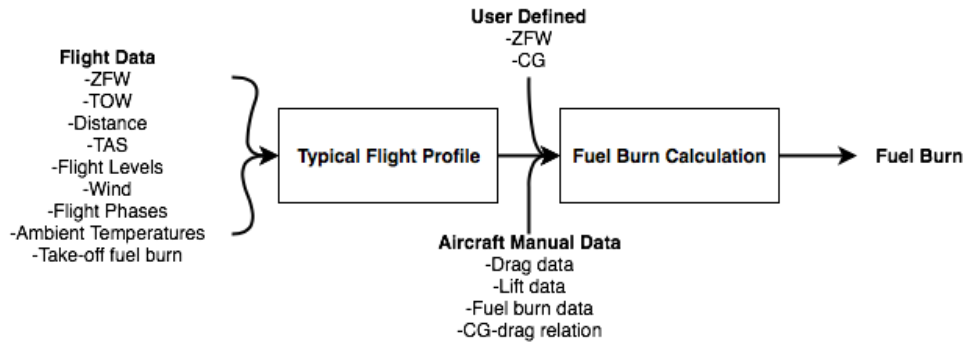 User Defined
-ZFW
-CG
Flight Data
-ZFW
-TOW
-Distance
-TAS
-Flight Levels
-Wind
-Flight Phases
-Ambient Temperatures
-Take-off fuel burn
Typical Flight Profile
Fuel Burn Calculation
Fuel Burn
Aircraft Manual Data
-Drag data
-Lift data
-Fuel burn data
-CG-drag relation